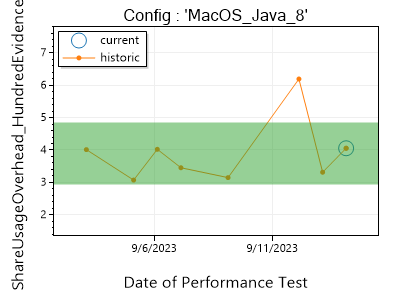 Config : 'MacOS_Java_8'
ShareUsageOverhead_HundredEvidence
current
historic
7
6
5
4
3
2
9/6/2023
9/11/2023
Date of Performance Test